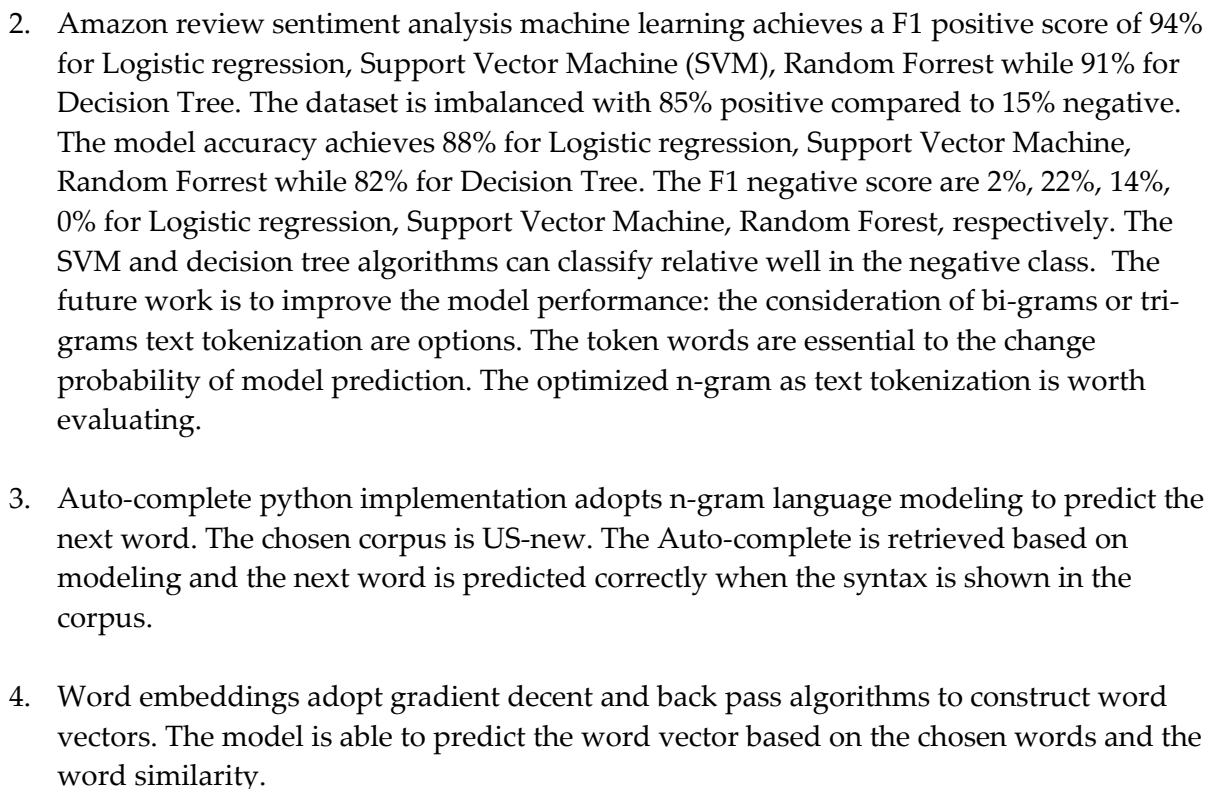 2. Amazon review sentiment analysis machine learning achieves a F1 positive score of 94%
for Logistic regression, Support Vector Machine (SVM), Random Forrest while 91% for
Decision Tree. The dataset is imbalanced with 85% positive compared to 15% negative.
The model accuracy achieves 88% for Logistic regression, Support Vector Machine,
Random Forrest while 82% for Decision Tree. The F1 negative score are 2%, 22%, 14%,
0% for Logistic regression, Support Vector Machine, Random Forest, respectively. The
SVM and decision tree algorithms can classify relative well in the negative class.  The
future work is to improve the model performance: the consideration of bi-grams or tri-
grams text tokenization are options. The token words are essential to the change
probability of model prediction. The optimized n-gram as text tokenization is worth
evaluating.
3. Auto-complete python implementation adopts n-gram language modeling to predict the
next word. The chosen corpus is US-new. The Auto-complete is retrieved based on
modeling and the next word is predicted correctly when the syntax is shown in the
corpus.
4. Word embeddings adopt gradient decent and back pass algorithms to construct word
vectors. The model is able to predict the word vector based on the chosen words and the
word similarity.